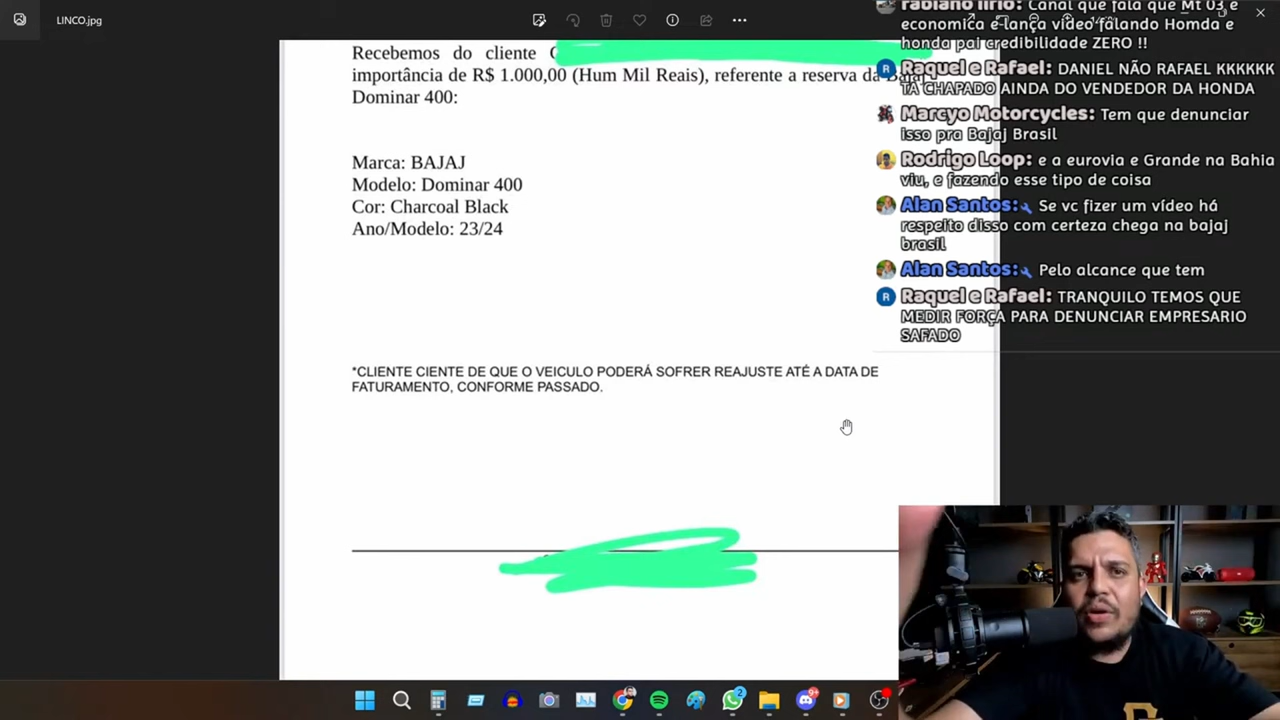 LINCO.jpg
Recebemos do cliente
importância de R$ 1.000,00 (Hum Mil Reais), referente a reserva da Bajaj
Dominar 400:
Marca: BAJAJ
Modelo: Dominar 400
Cor: Charcoal Black
Ano/Modelo: 23/24
*CLIENTE CIENTE DE QUE O VEICULO PODERÁ SOFRER REAJUSTE ATÉ A DATA DE
FATURAMENTO, CONFORME PASSADO.
fabiano lirio: Canal que fala que Mt 03 e
economica e lança video falando Homda e
honda pai credibilidade ZERO !!
Raquel e Rafael: DANIEL NÃO RAFAEL KKKKKK
TA CHAPADO AINDA DO VENDEDOR DA HONDA
Marcyo Motorcycles: Tem que denunciar
isso pra Bajaj Brasil
Rodrigo Loop: e a eurovia e Grande na Bahia
viu, e fazendo esse tipo de coisa
Alan Santos: Se vc fizer um vídeo há
respeito disso com certeza chega na bajaj
brasil
Alan Santos: Pelo alcance que tem
Raquel e Rafael: TRANQUILO TEMOS QUE
MEDIR FORÇA PARA DENUNCIAR EMPRESARIO
SAFADO